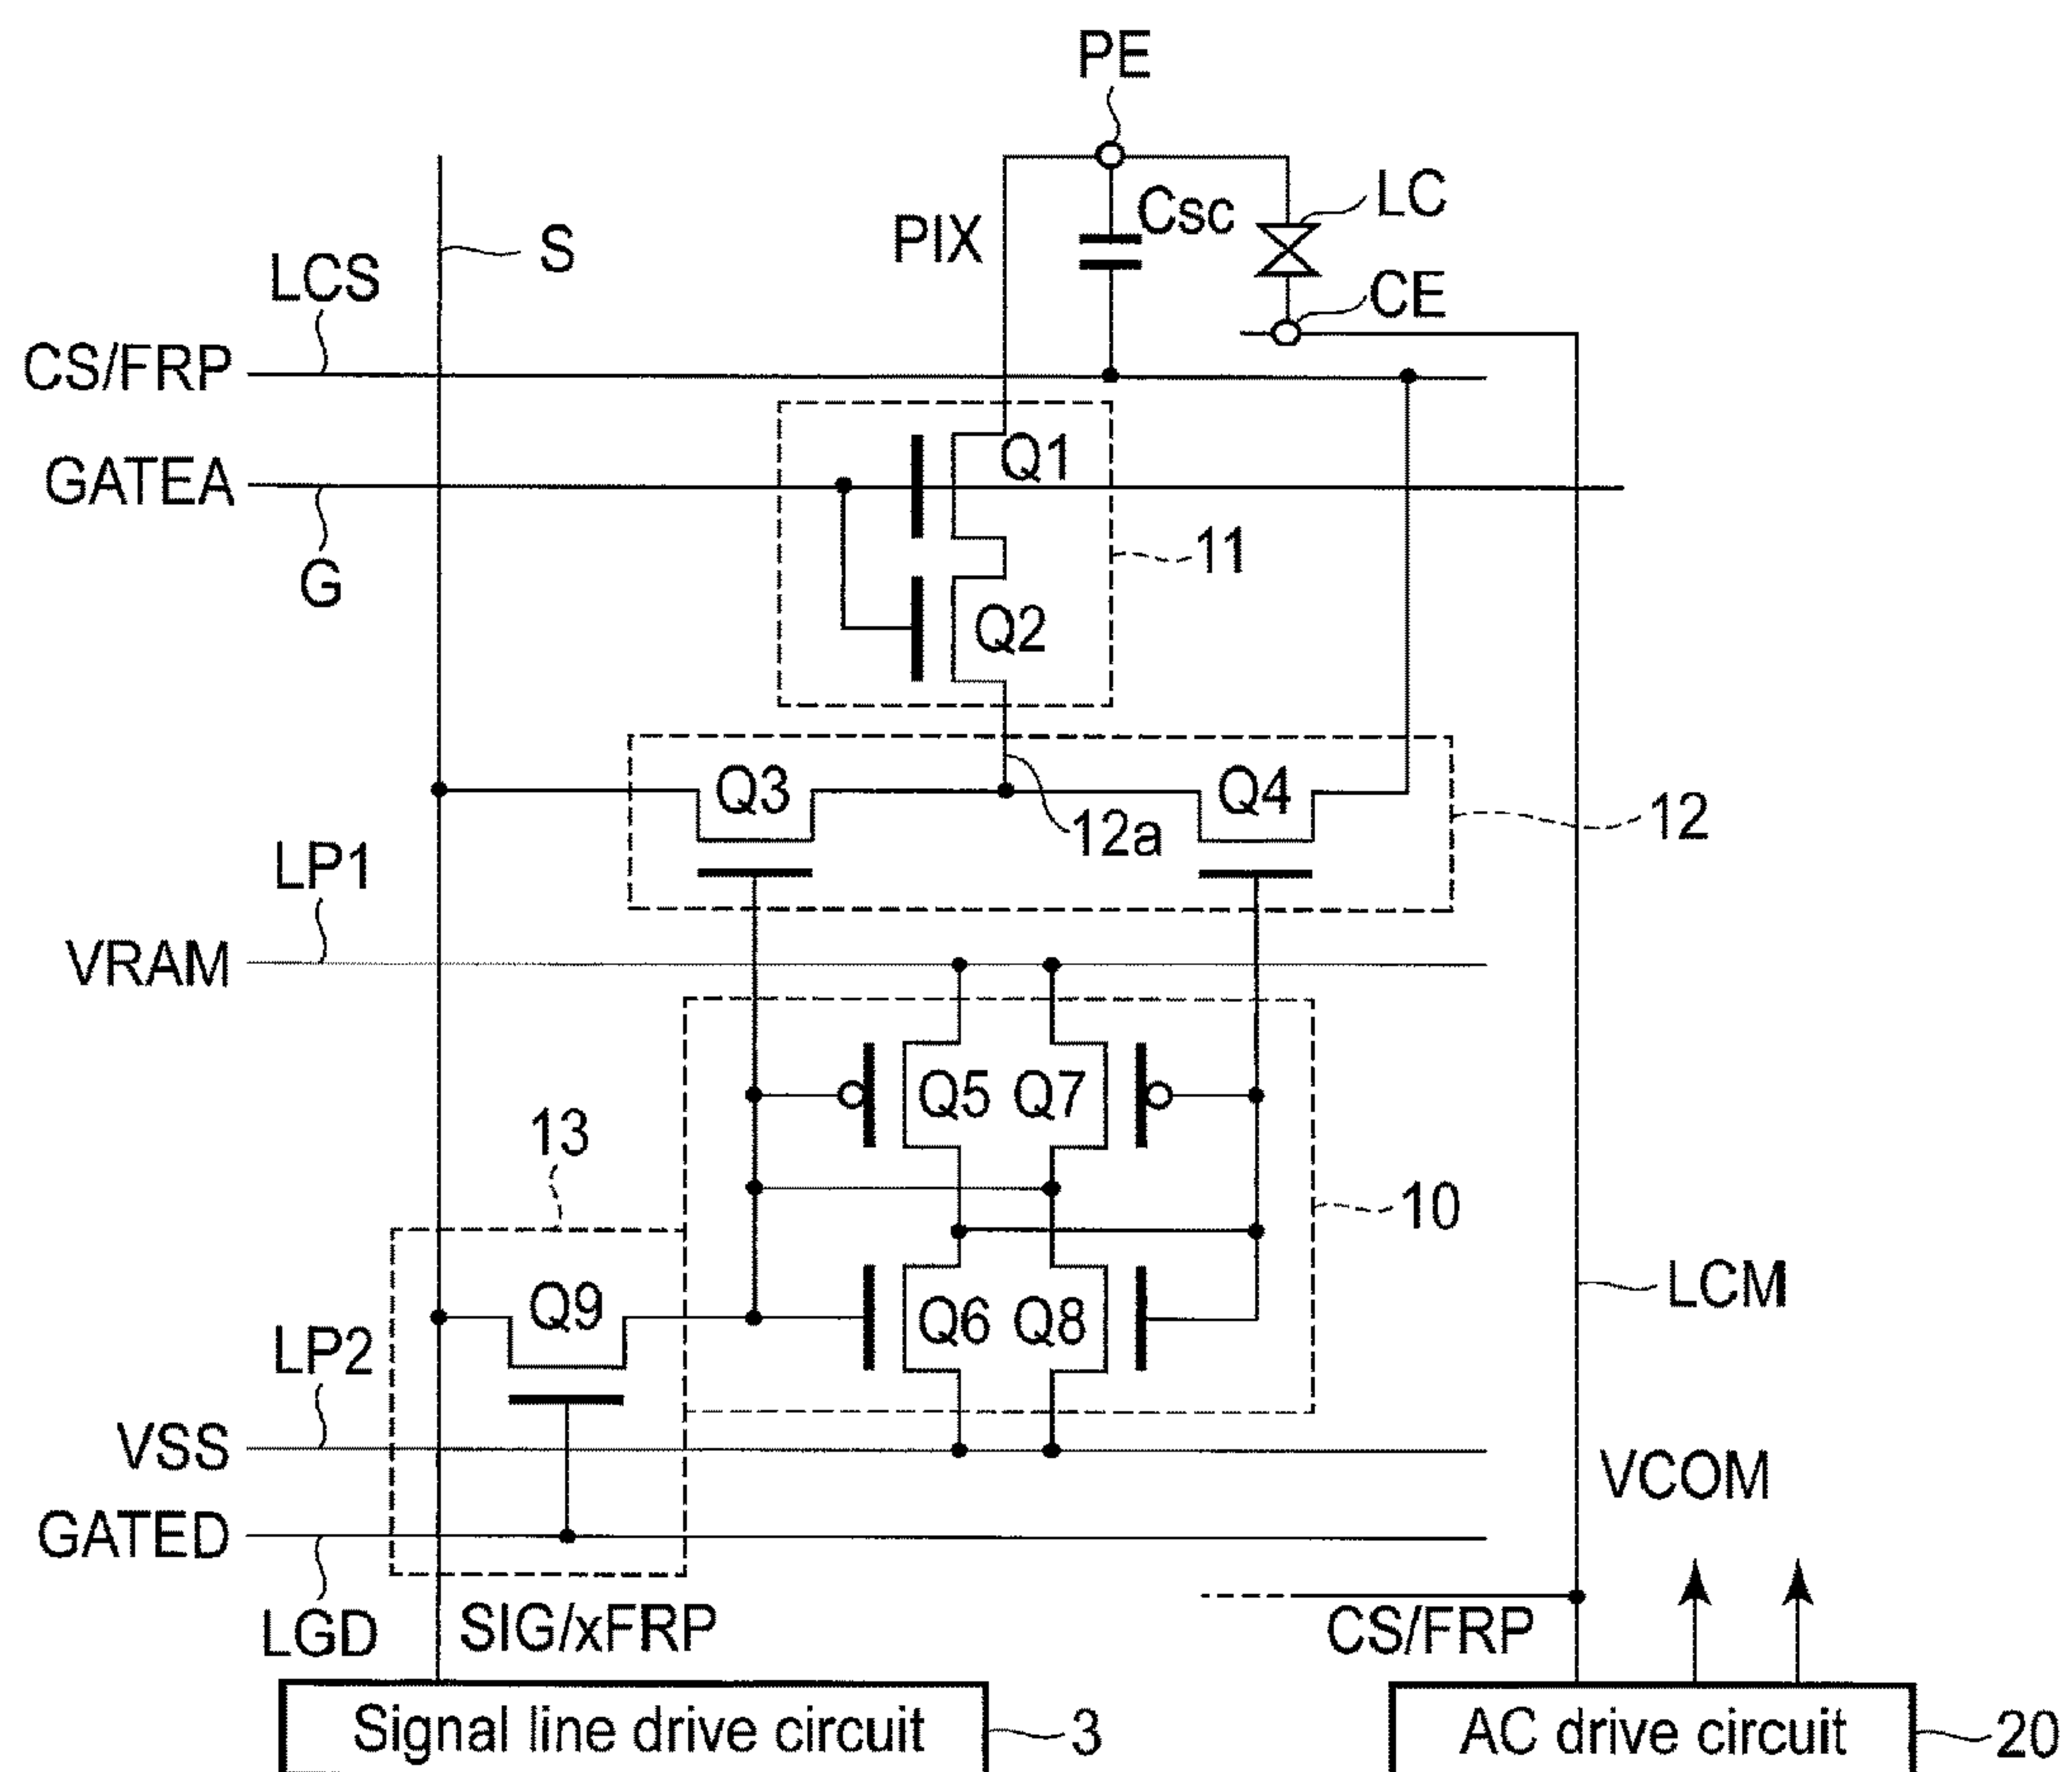 PE
LC
S
PIX
Csc
LCS
CE
CS/FRP
Q1
GATEA
11
G
Q2
Q3
Q4
12
12a
LP1
VRAM
Q5
Q7
13
10
Q9
LCM
Q6
Q8
LP2
VSS
VCOM
GATED
LGD
SIG/xFRP
CS/FRP
Signal line drive circuit
3
AC drive circuit
20